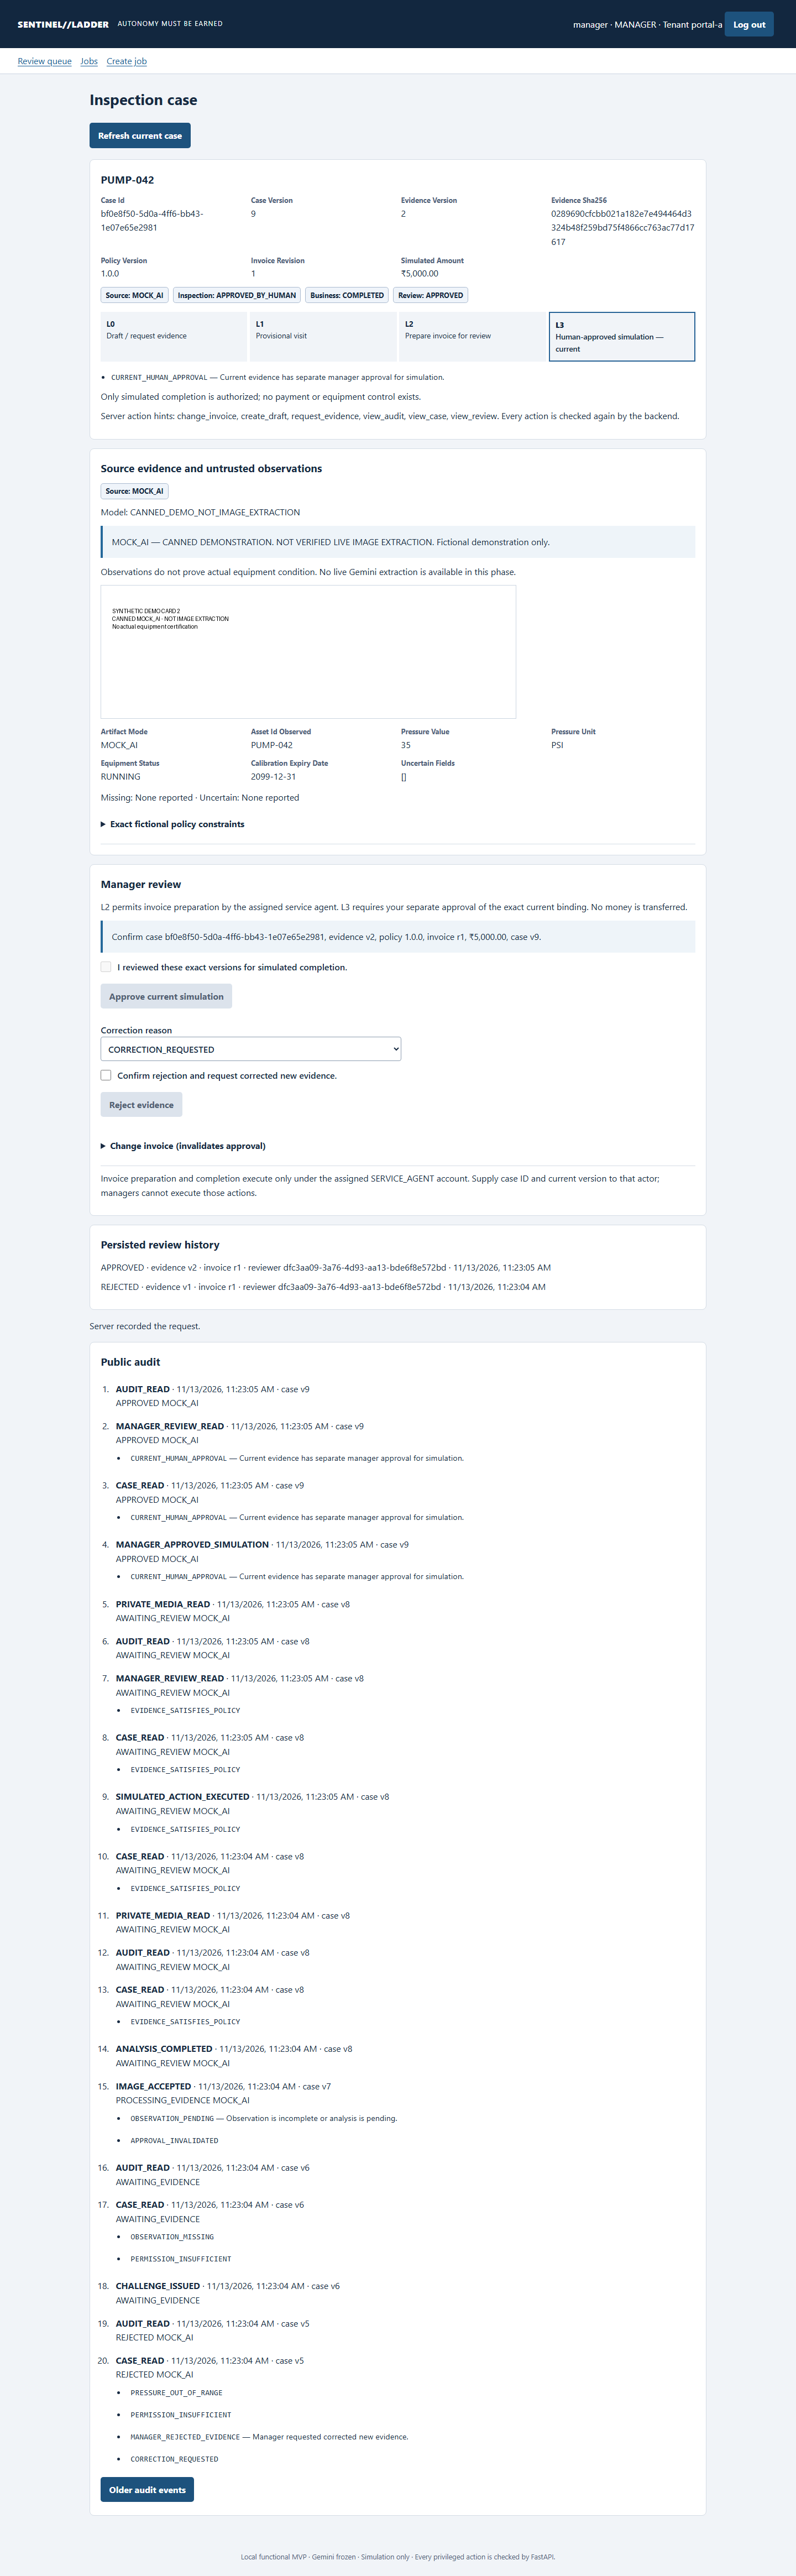 SENTINEL//LADDER
AUTONOMY MUST BE EARNED
manager · MANAGER · Tenant portal-a
Log out
Review queue
Jobs
Create job
Inspection case
Refresh current case
PUMP-042
Case Id
Case Version
Evidence Version
Evidence Sha256
bf0e8f50-5d0a-4ff6-bb43-
1e07e65e2981
9
2
0289690cfcbb021a182e7e494464d3
324b48f259bd75f4866cc763ac77d17
617
Policy Version
Invoice Revision
Simulated Amount
1.0.0
1
₹5,000.00
Source: MOCK_AI
Inspection: APPROVED_BY_HUMAN
Business: COMPLETED
Review: APPROVED
L0
Draft / request evidence
L1
Provisional visit
L2
Prepare invoice for review
L3
Human-approved simulation —
current
• CURRENT_HUMAN_APPROVAL — Current evidence has separate manager approval for simulation.
Only simulated completion is authorized; no payment or equipment control exists.
Server action hints: change_invoice, create_draft, request_evidence, view_audit, view_case, view_review. Every action is checked again by the backend.
Source evidence and untrusted observations
Source: MOCK_AI
Model: CANNED_DEMO_NOT_IMAGE_EXTRACTION
MOCK_AI — CANNED DEMONSTRATION. NOT VERIFIED LIVE IMAGE EXTRACTION. Fictional demonstration only.
Observations do not prove actual equipment condition. No live Gemini extraction is available in this phase.
SYNTHETIC DEMO CARD 2
CANNED MOCK_AI - NOT IMAGE EXTRACTION
No actual equipment certification
Artifact Mode
Asset Id Observed
Pressure Value
Pressure Unit
MOCK_AI
PUMP-042
35
PSI
Equipment Status
Calibration Expiry Date
Uncertain Fields
RUNNING
2099-12-31
[]
Missing: None reported · Uncertain: None reported
▶ Exact fictional policy constraints
Manager review
L2 permits invoice preparation by the assigned service agent. L3 requires your separate approval of the exact current binding. No money is transferred.
Confirm case bf0e8f50-5d0a-4ff6-bb43-1e07e65e2981, evidence v2, policy 1.0.0, invoice r1, ₹5,000.00, case v9.
I reviewed these exact versions for simulated completion.
Approve current simulation
Correction reason
CORRECTION_REQUESTED
Confirm rejection and request corrected new evidence.
Reject evidence
▶ Change invoice (invalidates approval)
Invoice preparation and completion execute only under the assigned SERVICE_AGENT account. Supply case ID and current version to that actor;
managers cannot execute those actions.
Persisted review history
APPROVED · evidence v2 · invoice r1 · reviewer dfc3aa09-3a76-4d93-aa13-bde6f8e572bd · 11/13/2026, 11:23:05 AM
REJECTED · evidence v1 · invoice r1 · reviewer dfc3aa09-3a76-4d93-aa13-bde6f8e572bd · 11/13/2026, 11:23:04 AM
Server recorded the request.
Public audit
1. AUDIT_READ · 11/13/2026, 11:23:05 AM · case v9
APPROVED MOCK_AI
2. MANAGER_REVIEW_READ · 11/13/2026, 11:23:05 AM · case v9
APPROVED MOCK_AI
• CURRENT_HUMAN_APPROVAL — Current evidence has separate manager approval for simulation.
3. CASE_READ · 11/13/2026, 11:23:05 AM · case v9
APPROVED MOCK_AI
• CURRENT_HUMAN_APPROVAL — Current evidence has separate manager approval for simulation.
4. MANAGER_APPROVED_SIMULATION · 11/13/2026, 11:23:05 AM · case v9
APPROVED MOCK_AI
• CURRENT_HUMAN_APPROVAL — Current evidence has separate manager approval for simulation.
5. PRIVATE_MEDIA_READ · 11/13/2026, 11:23:05 AM · case v8
AWAITING_REVIEW MOCK_AI
6. AUDIT_READ · 11/13/2026, 11:23:05 AM · case v8
AWAITING_REVIEW MOCK_AI
7. MANAGER_REVIEW_READ · 11/13/2026, 11:23:05 AM · case v8
AWAITING_REVIEW MOCK_AI
• EVIDENCE_SATISFIES_POLICY
8. CASE_READ · 11/13/2026, 11:23:05 AM · case v8
AWAITING_REVIEW MOCK_AI
• EVIDENCE_SATISFIES_POLICY
9. SIMULATED_ACTION_EXECUTED · 11/13/2026, 11:23:05 AM · case v8
AWAITING_REVIEW MOCK_AI
• EVIDENCE_SATISFIES_POLICY
10. CASE_READ · 11/13/2026, 11:23:04 AM · case v8
AWAITING_REVIEW MOCK_AI
• EVIDENCE_SATISFIES_POLICY
11. PRIVATE_MEDIA_READ · 11/13/2026, 11:23:04 AM · case v8
AWAITING_REVIEW MOCK_AI
12. AUDIT_READ · 11/13/2026, 11:23:04 AM · case v8
AWAITING_REVIEW MOCK_AI
13. CASE_READ · 11/13/2026, 11:23:04 AM · case v8
AWAITING_REVIEW MOCK_AI
• EVIDENCE_SATISFIES_POLICY
14. ANALYSIS_COMPLETED · 11/13/2026, 11:23:04 AM · case v8
AWAITING_REVIEW MOCK_AI
15. IMAGE_ACCEPTED · 11/13/2026, 11:23:04 AM · case v7
PROCESSING_EVIDENCE MOCK_AI
• OBSERVATION_PENDING — Observation is incomplete or analysis is pending.
• APPROVAL_INVALIDATED
16. AUDIT_READ · 11/13/2026, 11:23:04 AM · case v6
AWAITING_EVIDENCE
17. CASE_READ · 11/13/2026, 11:23:04 AM · case v6
AWAITING_EVIDENCE
• OBSERVATION_MISSING
• PERMISSION_INSUFFICIENT
18. CHALLENGE_ISSUED · 11/13/2026, 11:23:04 AM · case v6
AWAITING_EVIDENCE
19. AUDIT_READ · 11/13/2026, 11:23:04 AM · case v5
REJECTED MOCK_AI
20. CASE_READ · 11/13/2026, 11:23:04 AM · case v5
REJECTED MOCK_AI
• PRESSURE_OUT_OF_RANGE
• PERMISSION_INSUFFICIENT
• MANAGER_REJECTED_EVIDENCE — Manager requested corrected new evidence.
• CORRECTION_REQUESTED
Older audit events
Local functional MVP · Gemini frozen · Simulation only · Every privileged action is checked by FastAPI.